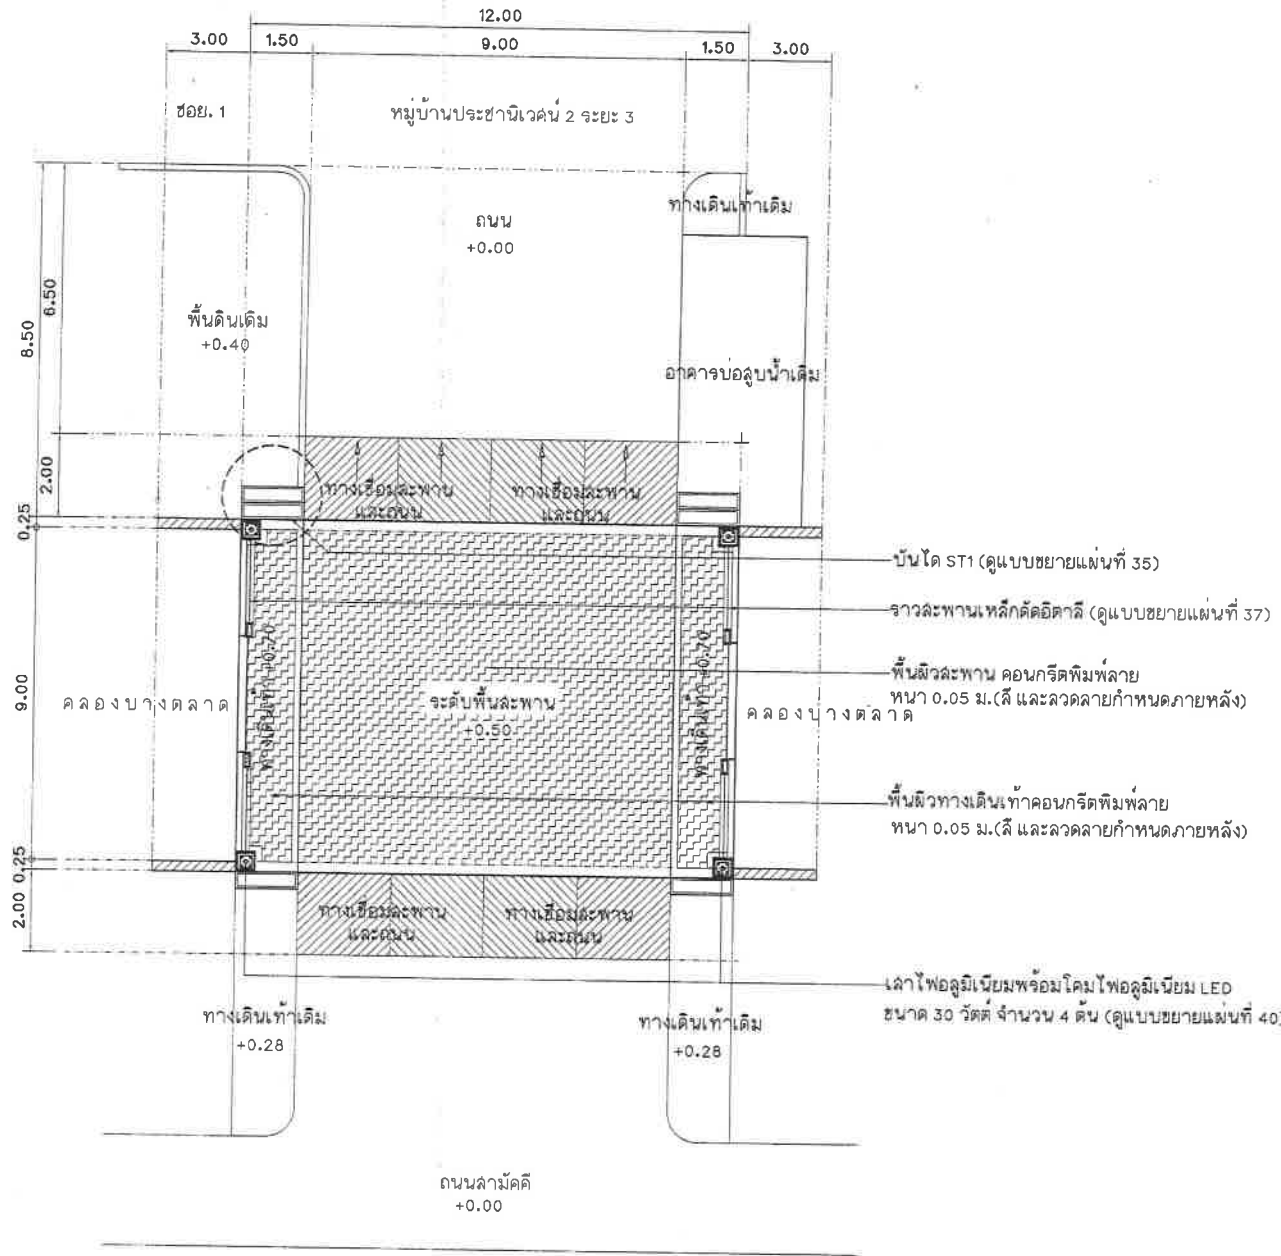 12.00
3.00 1.50 9.00 1.50 3.00
ซอย. 1
หมู่บ้านประชานิเวศน์ 2 ระยะ 3
ทางเดินเท้าเดิม
ถนน
+0.00
8.50
6.50
พื้นดินเดิม
+0.40
อาคารบ่อสูบน้ำเดิม
2.00
ทางเชื่อมสะพาน
และถนน
ทางเชื่อมสะพาน
และถนน
0.25
บันได ST1 (ดูแบบขยายแผ่นที่ 35)
ราวสะพานเหล็กดัดอิตาลี (ดูแบบขยายแผ่นที่ 37)
พื้นผิวสะพาน คอนกรีตพิมพ์ลาย
หนา 0.05 ม.(สี และลวดลายกำหนดภายหลัง)
9.00
คลองบางตลาด
ทางเดินเท้า +0.70
ระดับพื้นสะพาน
+0.50
ทางเดินเท้า +0.70
คลองบางตลาด
พื้นผิวทางเดินเท้าคอนกรีตพิมพ์ลาย
หนา 0.05 ม.(สี และลวดลายกำหนดภายหลัง)
0.25
2.00
ทางเชื่อมสะพาน
และถนน
ทางเชื่อมสะพาน
และถนน
เสาไฟอลูมิเนียมพร้อมโคมไฟอลูมิเนียม LED
ขนาด 30 วัตต์ จำนวน 4 ต้น (ดูแบบขยายแผ่นที่ 40)
ทางเดินเท้าเดิม
+0.28
ทางเดินเท้าเดิม
+0.28
ถนนสามัคคี
+0.00